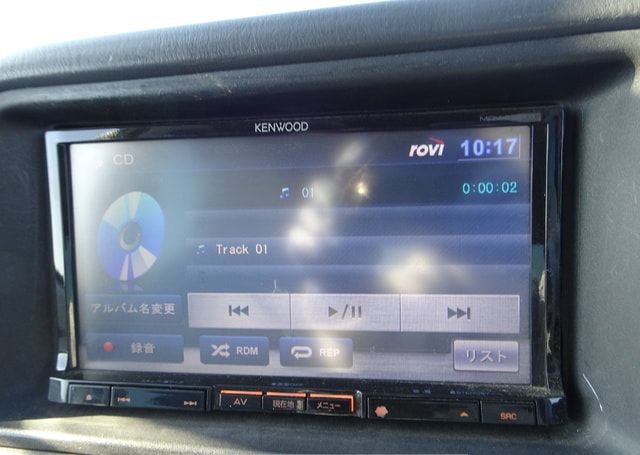 KENWOOD
CD
rovi 10:17
01 0:00:02
Track 01
アルバム名変更
録音
RDM
REP
リスト
AV
現在地
メニュー
SRC